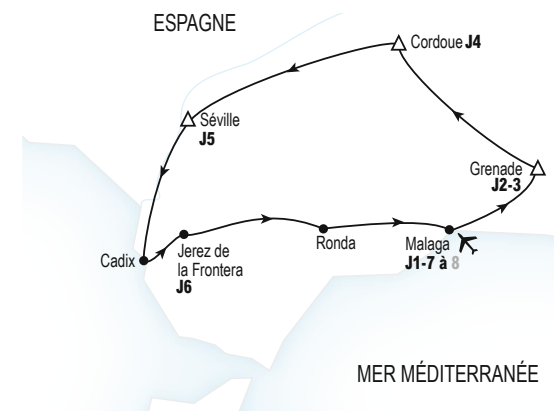 ESPAGNE
Cordoue J4
Séville
J5
Grenade
J2-3
Cadix
Jerez de
la Frontera
J6
Ronda
Malaga
J1-7 à 8
MER MÉDITERRANÉE